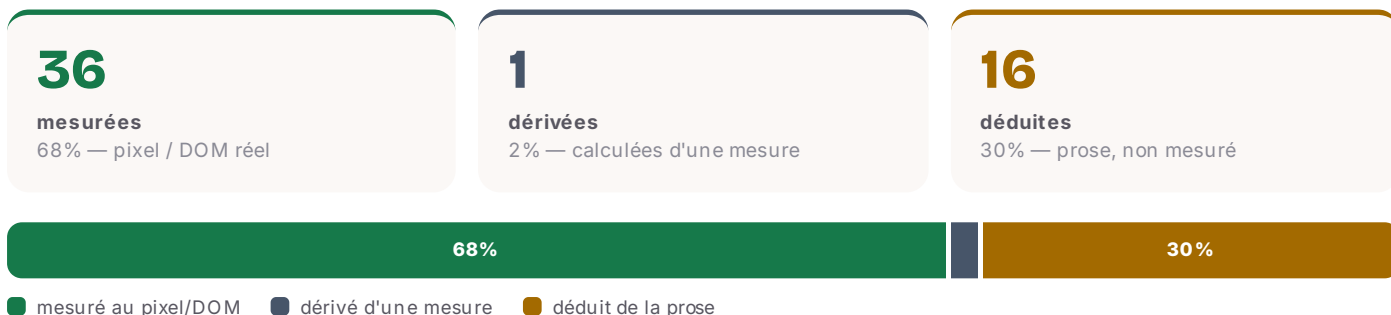 36
mesurées
68% — pixel / DOM réel
1
dérivées
2% — calculées d'une mesure
16
déduites
30% — prose, non mesuré
68%
30%
mesuré au pixel/DOM
dérivé d'une mesure
déduit de la prose